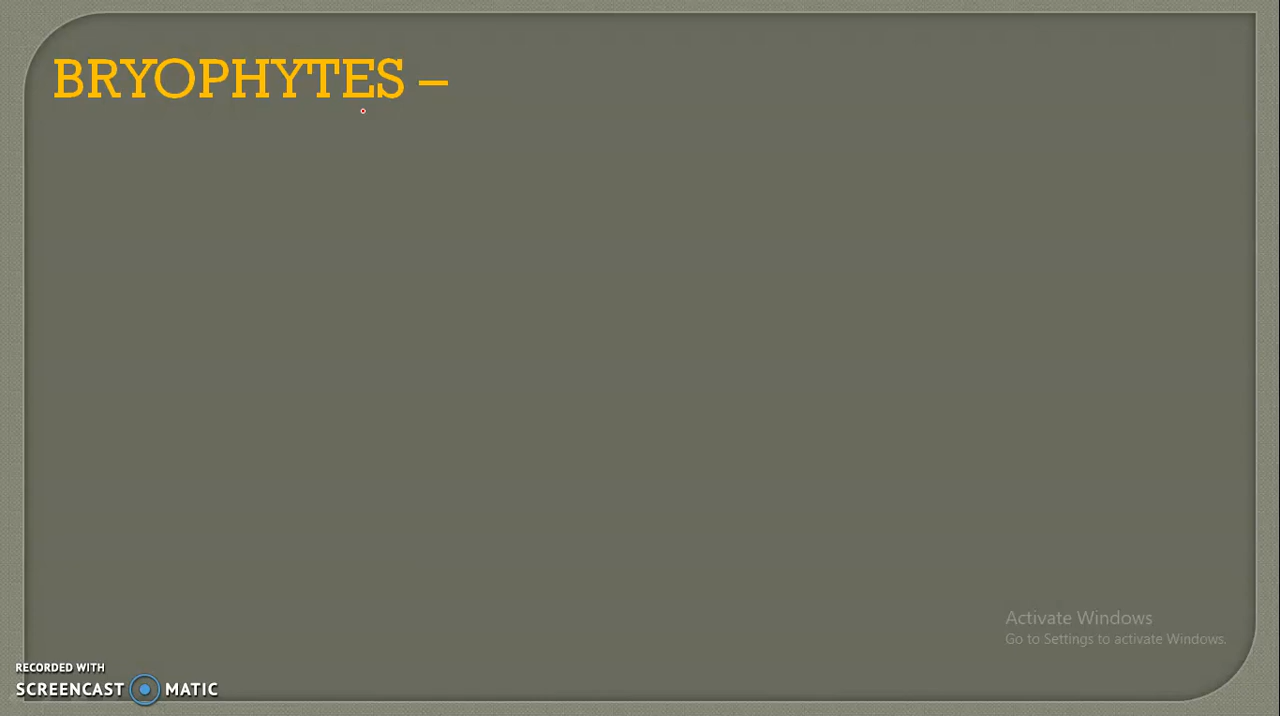 BRYOPHYTES –
Activate Windows
Go to Settings to activate Windows.
RECORDED WITH
SCREENCAST MATIC